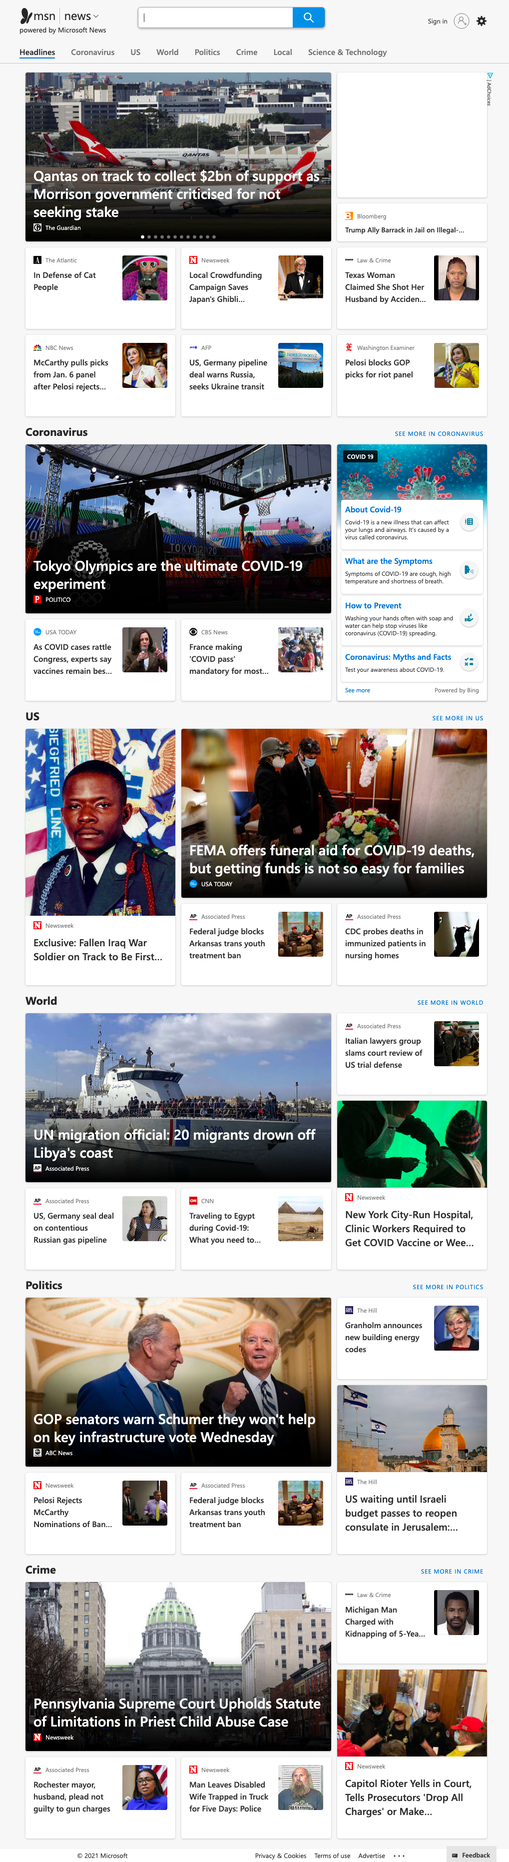 msn | news
powered by Microsoft News
Sign in
Headlines Coronavirus US World Politics Crime Local Science & Technology
QANTAS
QANTAS
Qantas on track to collect $2bn of support as
Morrison government criticised for not
seeking stake
The Guardian
AdChoices
Bloomberg
Trump Ally Barrack in Jail on Illegal-...
The Atlantic
In Defense of Cat
People
Newsweek
Local Crowdfunding
Campaign Saves
Japan's Ghibli...
Law & Crime
Texas Woman
Claimed She Shot Her
Husband by Acciden...
NBC News
McCarthy pulls picks
from Jan. 6 panel
after Pelosi rejects...
AFP
US, Germany pipeline
deal warns Russia,
seeks Ukraine transit
Washington Examiner
Pelosi blocks GOP
picks for riot panel
Coronavirus
SEE MORE IN CORONAVIRUS
TOKYO 2020
Tokyo Olympics are the ultimate COVID-19
experiment
POLITICO
COVID 19
About Covid-19
Covid-19 is a new illness that can affect
your lungs and airways. It's caused by a
virus called coronavirus.
What are the Symptoms
Symptoms of COVID-19 are cough, high
temperature and shortness of breath.
How to Prevent
Washing your hands often with soap and
water can help stop viruses like
coronavirus (COVID-19) spreading.
Coronavirus: Myths and Facts
Test your awareness about COVID-19.
See more
Powered by Bing
USA TODAY
As COVID cases rattle
Congress, experts say
vaccines remain bes...
CBS News
France making
'COVID pass'
mandatory for most...
US
SEE MORE IN US
SIEGFRIED LINE
Newsweek
Exclusive: Fallen Iraq War
Soldier on Track to Be First...
FEMA offers funeral aid for COVID-19 deaths,
but getting funds is not so easy for families
USA TODAY
AP Associated Press
Federal judge blocks
Arkansas trans youth
treatment ban
AP Associated Press
CDC probes deaths in
immunized patients in
nursing homes
World
SEE MORE IN WORLD
UN migration official: 20 migrants drown off
Libya's coast
AP Associated Press
AP Associated Press
Italian lawyers group
slams court review of
US trial defense
Newsweek
New York City-Run Hospital,
Clinic Workers Required to
Get COVID Vaccine or Wee...
AP Associated Press
US, Germany seal deal
on contentious
Russian gas pipeline
CNN
Traveling to Egypt
during Covid-19:
What you need to...
Politics
SEE MORE IN POLITICS
GOP senators warn Schumer they won't help
on key infrastructure vote Wednesday
ABC News
The Hill
Granholm announces
new building energy
codes
The Hill
US waiting until Israeli
budget passes to reopen
consulate in Jerusalem:...
Newsweek
Pelosi Rejects
McCarthy
Nominations of Ban...
AP Associated Press
Federal judge blocks
Arkansas trans youth
treatment ban
Crime
SEE MORE IN CRIME
Pennsylvania Supreme Court Upholds Statute
of Limitations in Priest Child Abuse Case
Newsweek
Law & Crime
Michigan Man
Charged with
Kidnapping of 5-Yea...
Newsweek
Capitol Rioter Yells in Court,
Tells Prosecutors 'Drop All
Charges' or Make...
AP Associated Press
Rochester mayor,
husband, plead not
guilty to gun charges
Newsweek
Man Leaves Disabled
Wife Trapped in Truck
for Five Days: Police
© 2021 Microsoft
Privacy & Cookies Terms of use Advertise ...
Feedback